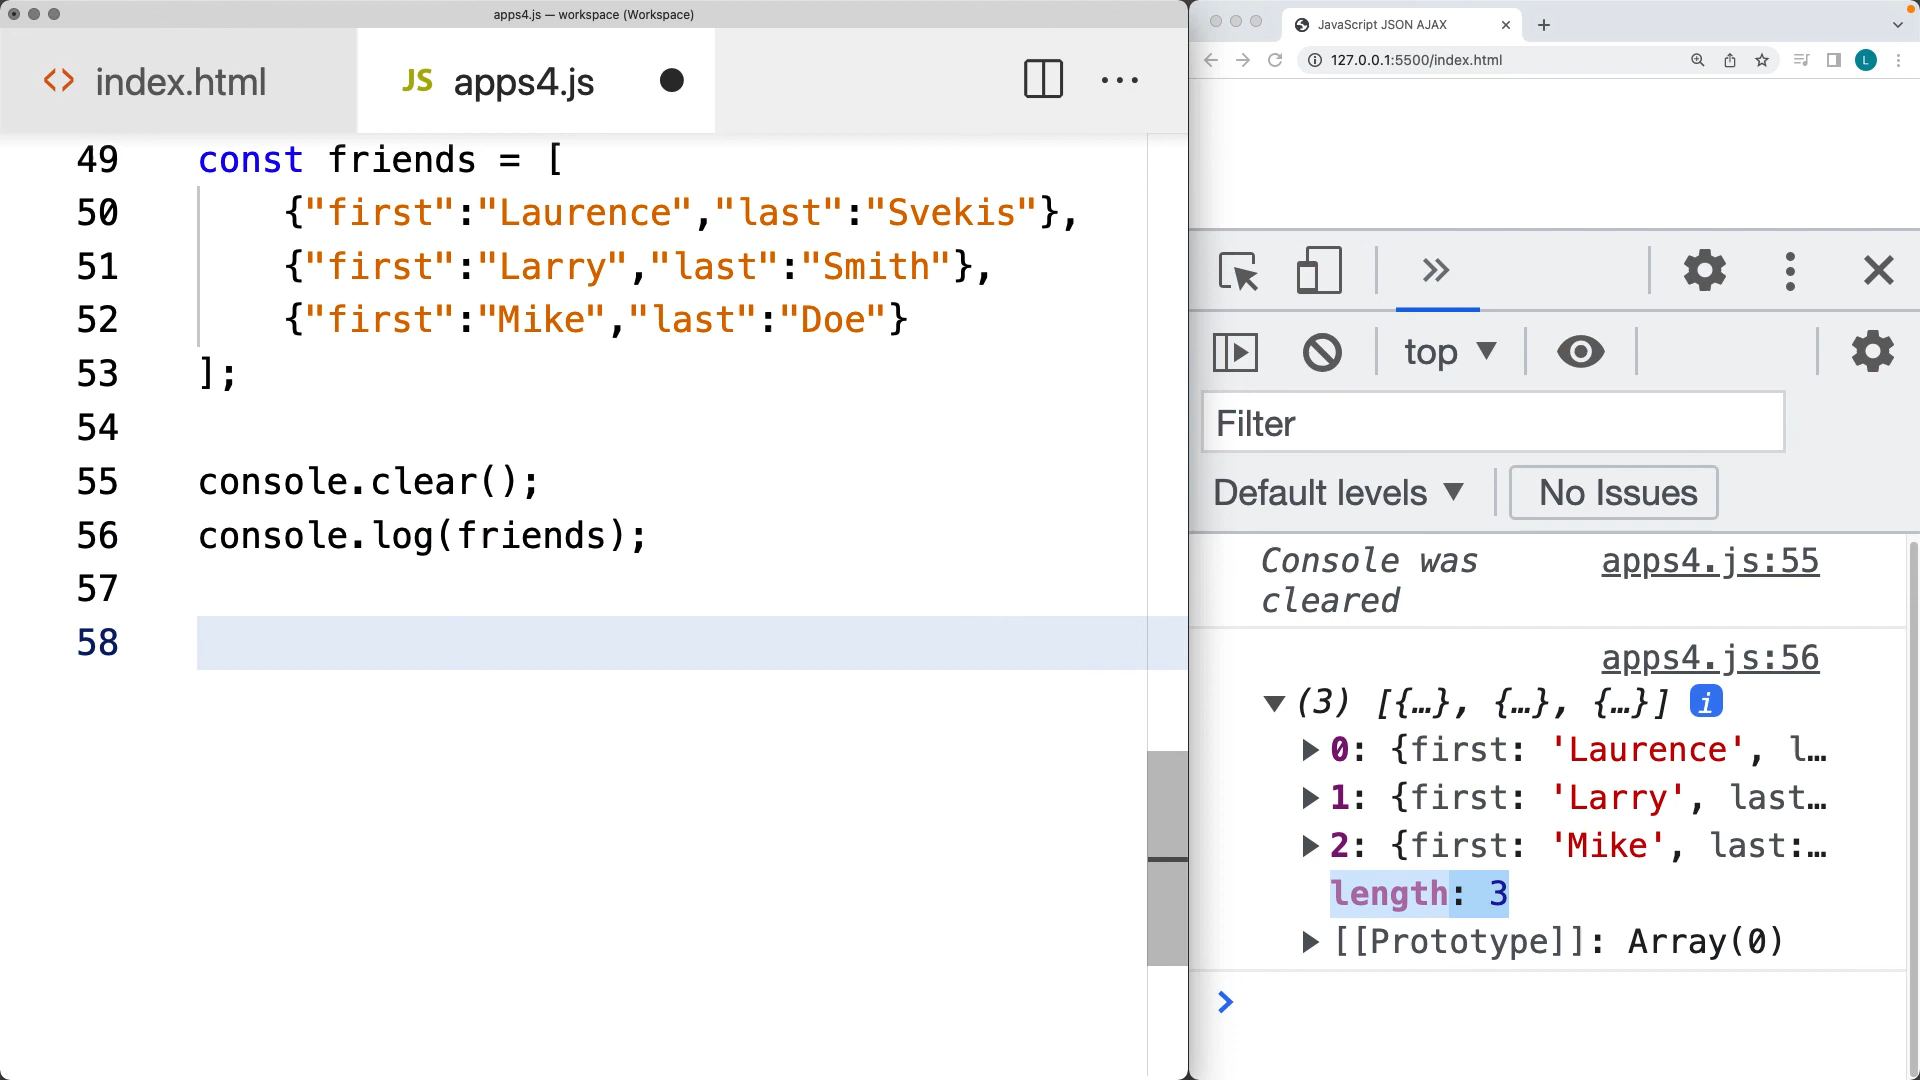 apps4.js — workspace (Workspace)
<> index.html
JS apps4.js
49 const friends = [
50 {"first":"Laurence","last":"Svekis"},
51 {"first":"Larry","last":"Smith"},
52 {"first":"Mike","last":"Doe"}
53 ];
54
55 console.clear();
56 console.log(friends);
57
58
JavaScript JSON AJAX
127.0.0.1:5500/index.html
L
top
Filter
Default levels
No Issues
Console was apps4.js:55
cleared
apps4.js:56
(3) [{…}, {…}, {…}] i
0: {first: 'Laurence', l…
1: {first: 'Larry', last…
2: {first: 'Mike', last:…
length: 3
[[Prototype]]: Array(0)